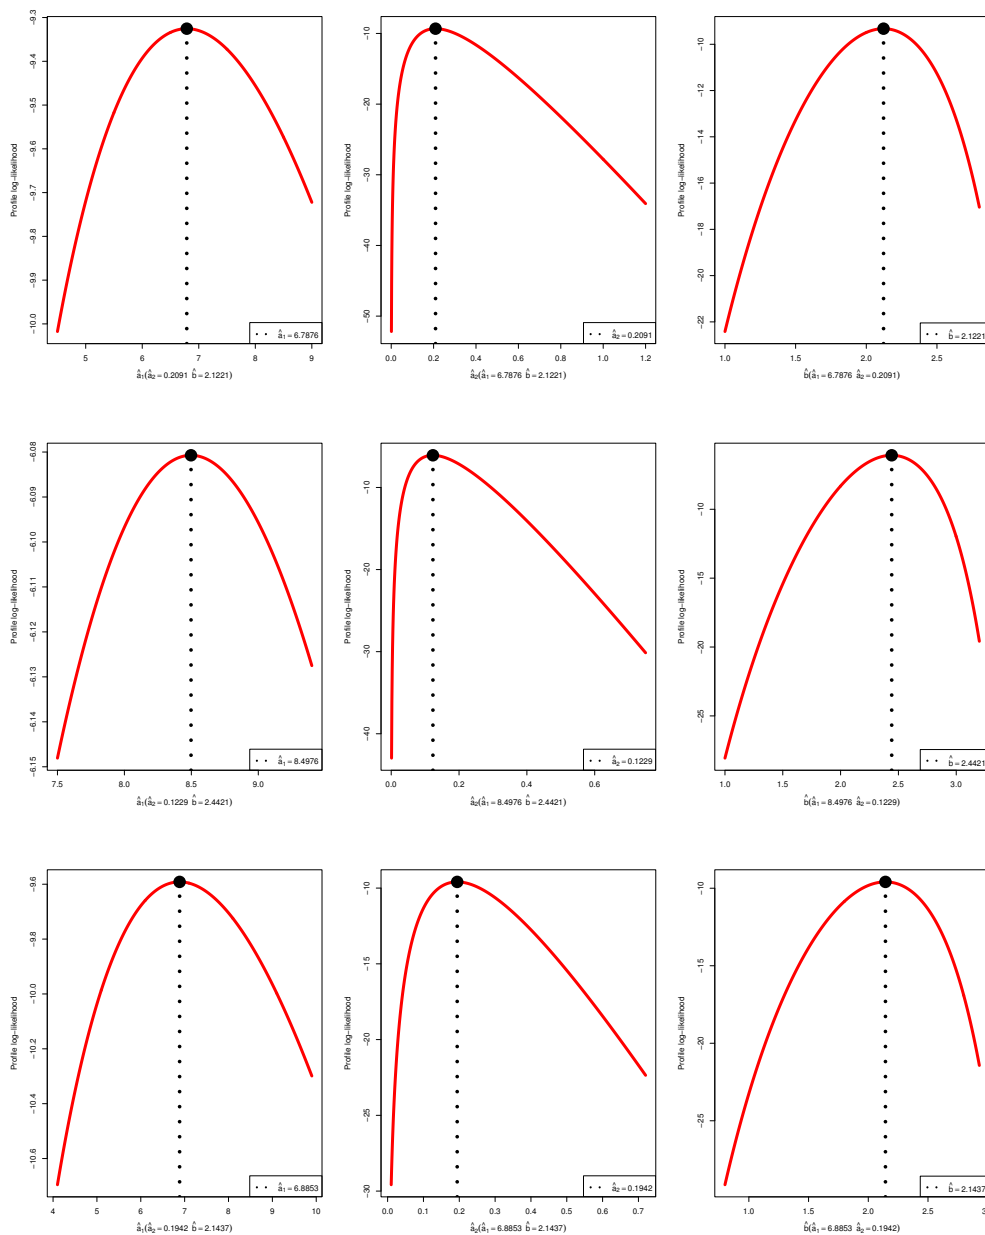 Profile log−likelihood
−9.3
−9.4
−9.5
−9.6
−9.7
−9.8
−9.9
−10.0
5 6 7 8 9
â₁ = 6.7876
â₁(â₂ = 0.2091 b̂ = 2.1221)
Profile log−likelihood
−10
−20
−30
−40
−50
0.0 0.2 0.4 0.6 0.8 1.0 1.2
â₂ = 0.2091
â₂(â₁ = 6.7876 b̂ = 2.1221)
Profile log−likelihood
−10
−12
−14
−16
−18
−20
−22
1.0 1.5 2.0 2.5
b̂ = 2.1221
b̂(â₁ = 6.7876 â₂ = 0.2091)
Profile log−likelihood
−6.08
−6.09
−6.10
−6.11
−6.12
−6.13
−6.14
−6.15
7.5 8.0 8.5 9.0
â₁ = 8.4976
â₁(â₂ = 0.1229 b̂ = 2.4421)
Profile log−likelihood
−10
−20
−30
−40
0.0 0.2 0.4 0.6
â₂ = 0.1229
â₂(â₁ = 8.4976 b̂ = 2.4421)
Profile log−likelihood
−10
−15
−20
−25
1.0 1.5 2.0 2.5 3.0
b̂ = 2.4421
b̂(â₁ = 8.4976 â₂ = 0.1229)
Profile log−likelihood
−9.6
−9.8
−10.0
−10.2
−10.4
−10.6
4 5 6 7 8 9 10
â₁ = 6.8853
â₁(â₂ = 0.1942 b̂ = 2.1437)
Profile log−likelihood
−10
−15
−20
−25
−30
0.0 0.1 0.2 0.3 0.4 0.5 0.6 0.7
â₂ = 0.1942
â₂(â₁ = 6.8853 b̂ = 2.1437)
Profile log−likelihood
−10
−15
−20
−25
1.0 1.5 2.0 2.5
b̂ = 2.1437
b̂(â₁ = 6.8853 â₂ = 0.1942)